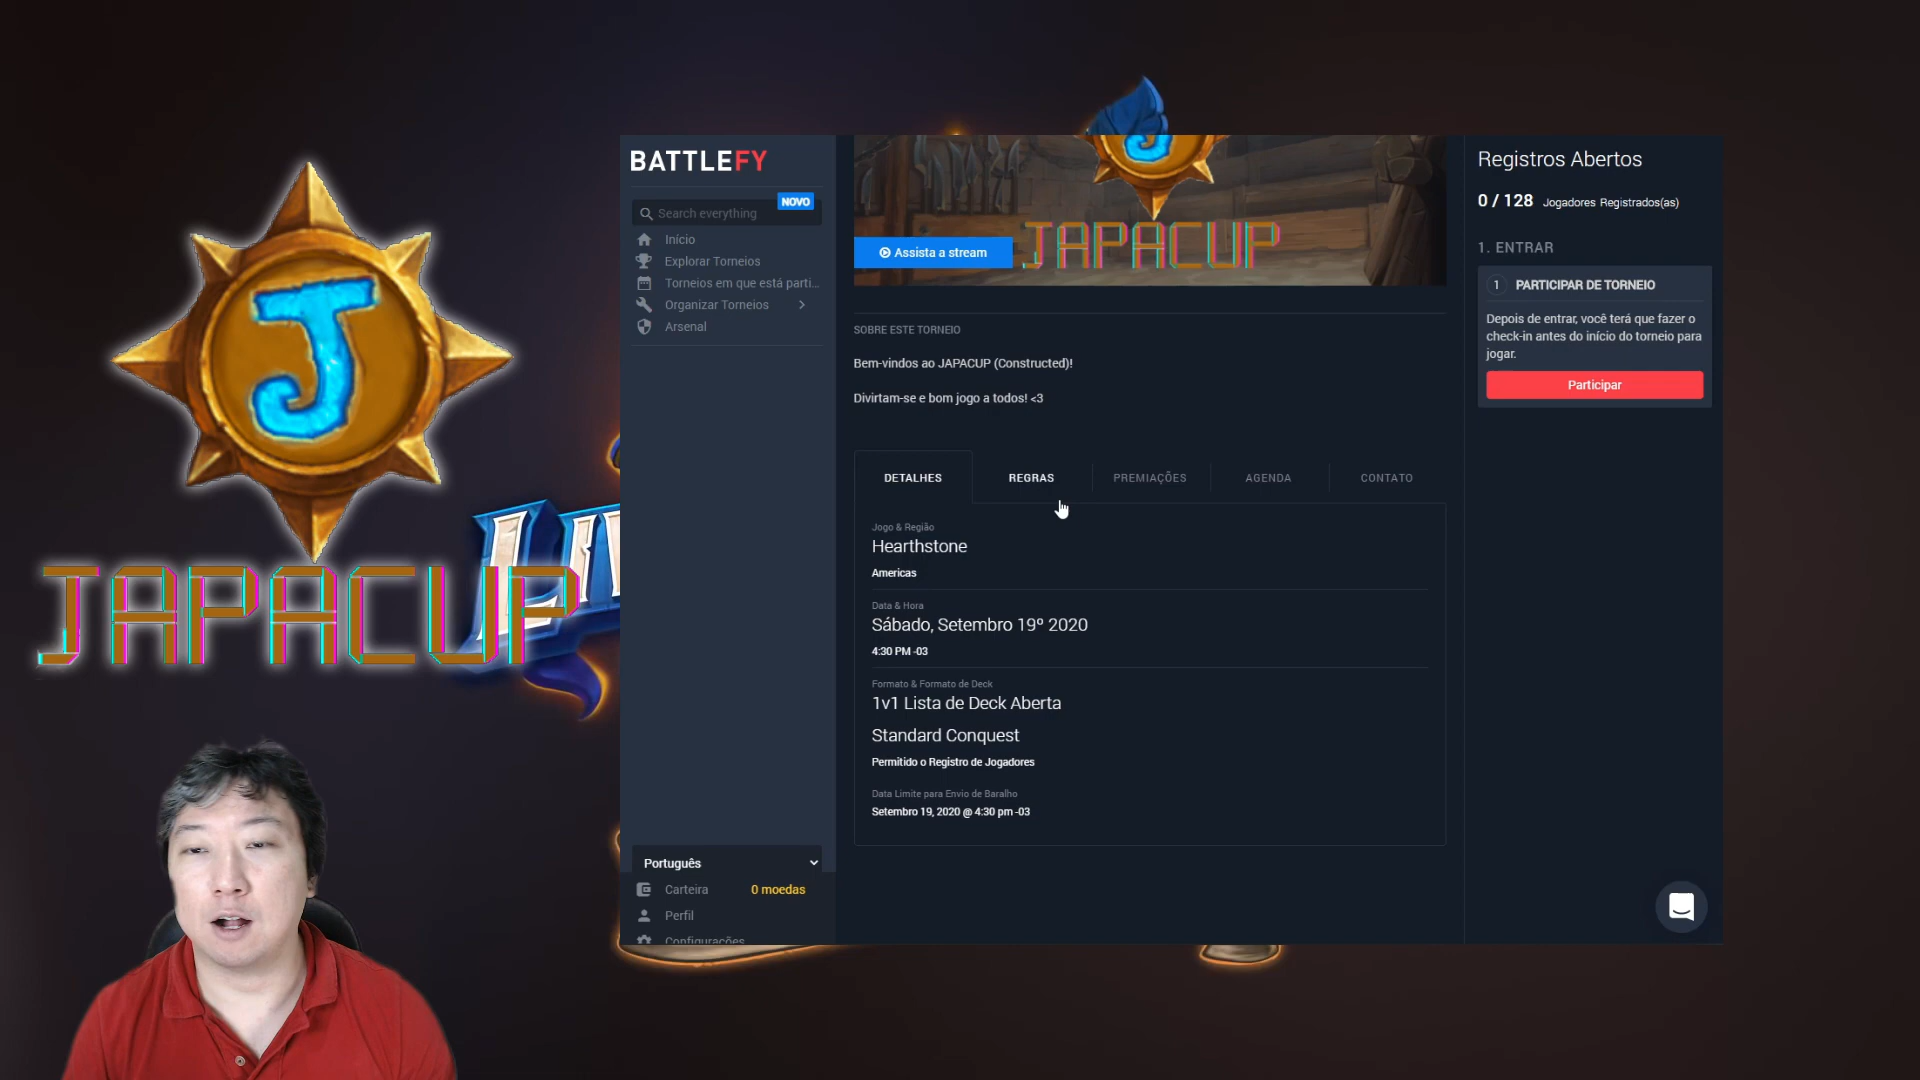 J
JAPACUP
BATTLEFY
NOVO
Search everything
Início
Explorar Torneios
Torneios em que está parti...
Organizar Torneios
Arsenal
Português
Carteira
0 moedas
Perfil
Configurações
JAPACUP
Assista a stream
SOBRE ESTE TORNEIO
Bem-vindos ao JAPACUP (Constructed)!
Divirtam-se e bom jogo a todos! <3
DETALHES
REGRAS
PREMIAÇÕES
AGENDA
CONTATO
Jogo & Região
Hearthstone
Americas
Data & Hora
Sábado, Setembro 19º 2020
4:30 PM -03
Formato & Formato de Deck
1v1 Lista de Deck Aberta
Standard Conquest
Permitido o Registro de Jogadores
Data Limite para Envio de Baralho
Setembro 19, 2020 @ 4:30 pm -03
Registros Abertos
0 / 128 Jogadores Registrados(as)
1. ENTRAR
1 PARTICIPAR DE TORNEIO
Depois de entrar, você terá que fazer o
check-in antes do início do torneio para
jogar.
Participar